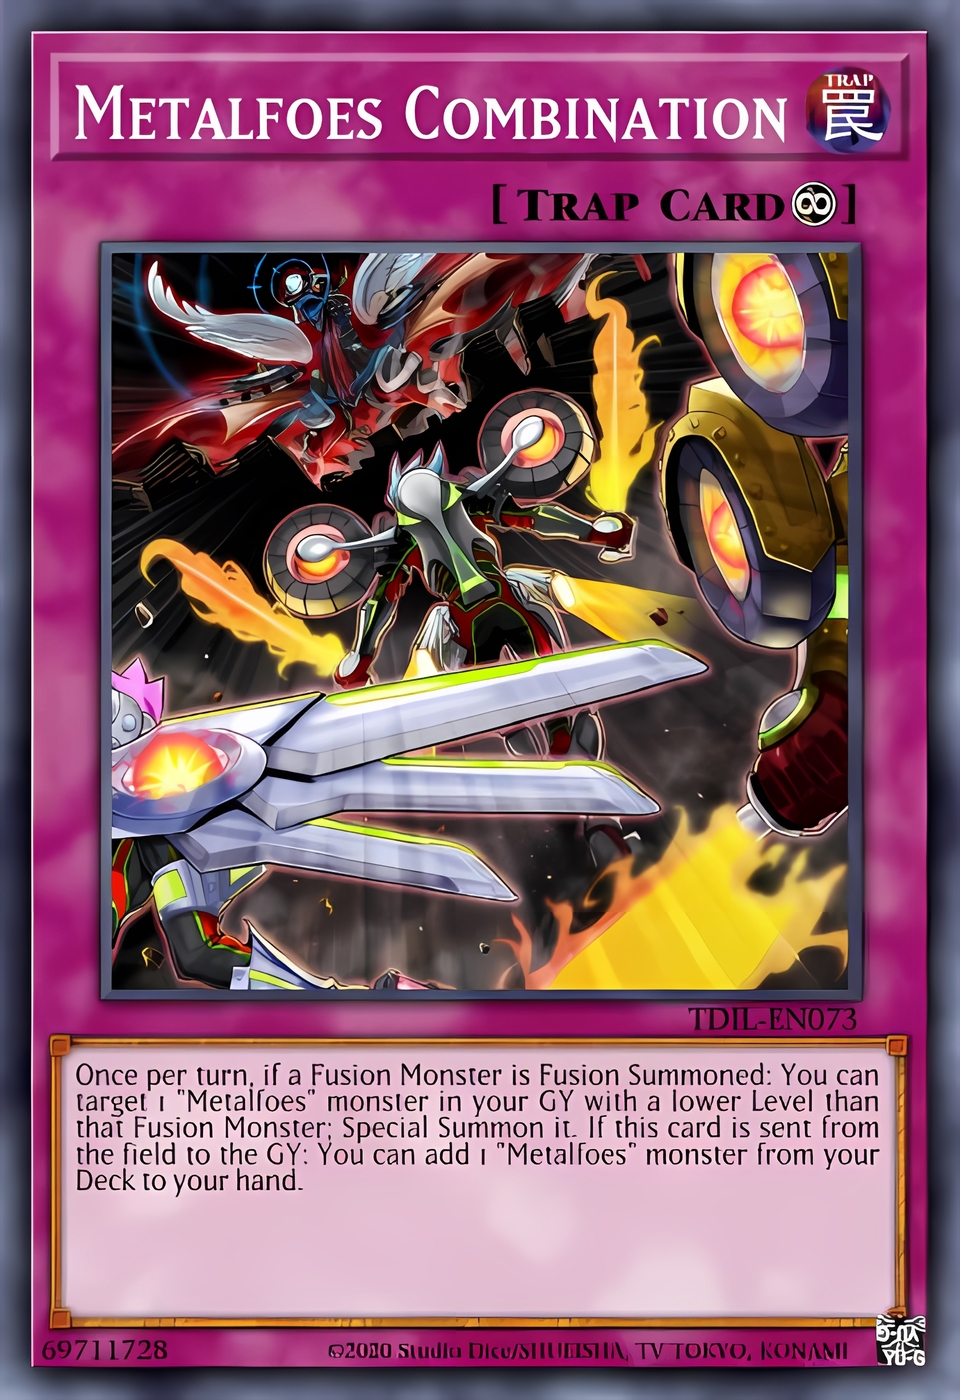 METALFOES COMBINATION
TRAP
罠
[TRAP CARD]
TDIL-EN073
Once per turn, if a Fusion Monster is Fusion Summoned: You can
target 1 "Metalfoes" monster in your GY with a lower Level than
that Fusion Monster; Special Summon it. If this card is sent from
the field to the GY: You can add 1 "Metalfoes" monster from your
Deck to your hand.
69711728
©2020 Studio Dice/SHUEISHA, TV TOKYO, KONAMI